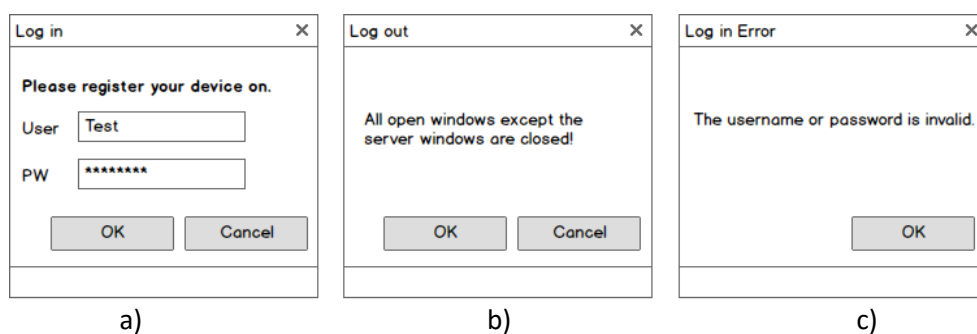 Log in
Please register your device on.
User Test
PW ********
OK Cancel
a)
Log out
All open windows except the
server windows are closed!
OK Cancel
b)
Log in Error
The username or password is invalid.
OK
c)